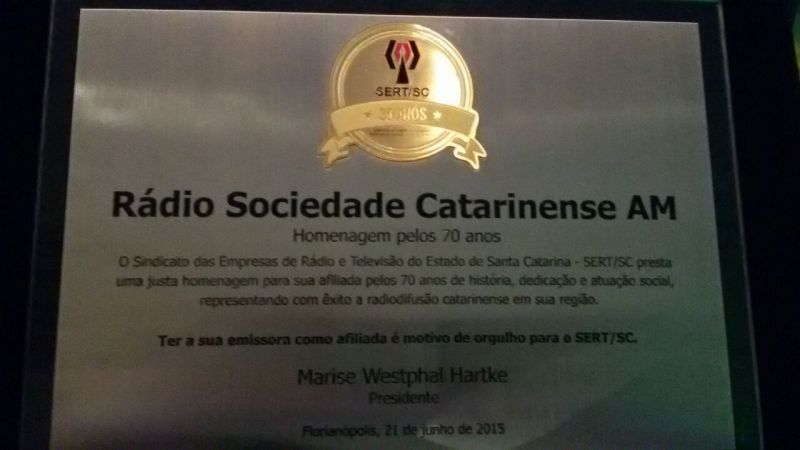 SERT/SC
ANOS
Rádio Sociedade Catarinense AM
Homenagem pelos 70 anos
O Sindicato das Empresas de Rádio e Televisão do Estado de Santa Catarina - SERT/SC presta
uma justa homenagem para sua afiliada pelos 70 anos de história, dedicação e atuação social,
representando com êxito a radiodifusão catarinense em sua região.
Ter a sua emissora como afiliada é motivo de orgulho para o SERT/SC.
Marise Westphal Hartke
Presidente
Florianópolis, 21 de junho de 2015